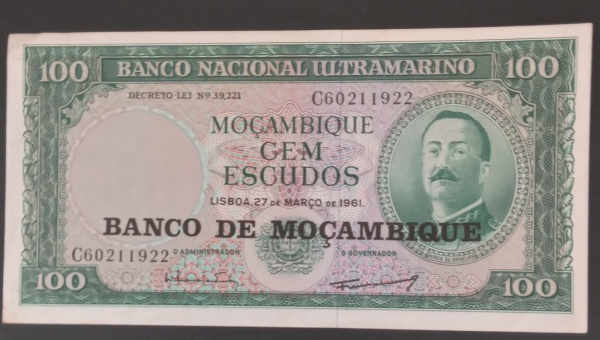 100 BANCO NACIONAL ULTRAMARINO 100
DECRETO-LEI Nº 39,221 C60211922
MOÇAMBIQUE
CEM
ESCUDOS
LISBOA, 27 DE MARÇO DE 1961.
BANCO DE MOÇAMBIQUE
C60211922 O ADMINISTRADOR O GOVERNADOR
100 100